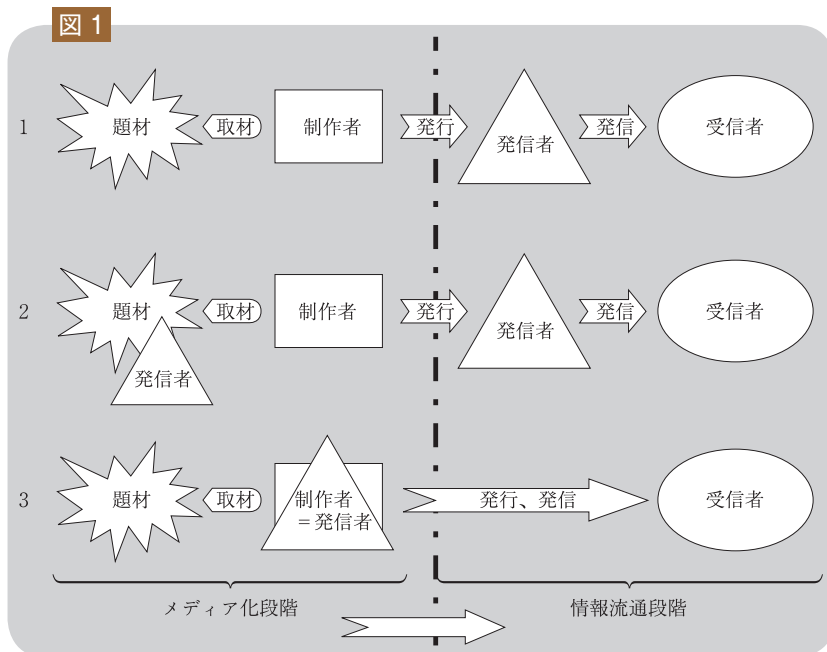 図 1
1 題材 取材 制作者 発行 発信者 発信 受信者
2 題材 取材 制作者 発行 発信者 発信 受信者
発信者
3 題材 取材 制作者 発行、発信 受信者
＝発信者
メディア化段階 情報流通段階